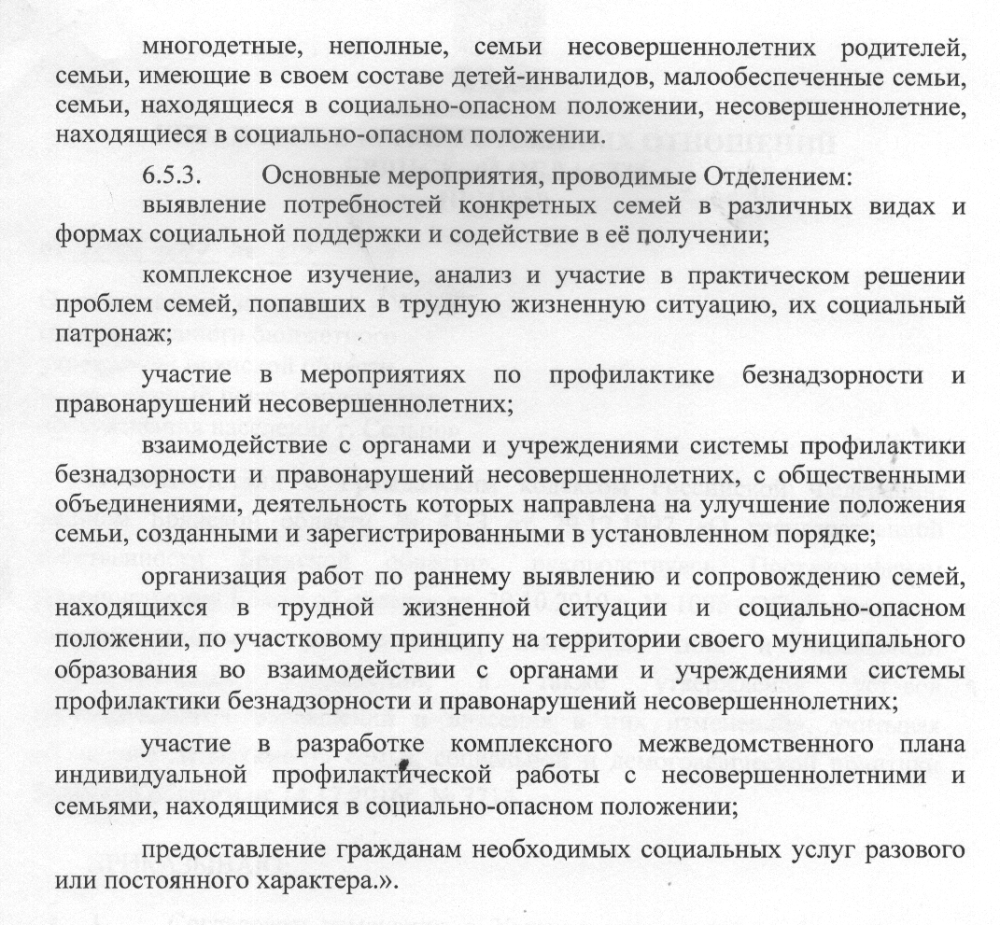 многодетные, неполные, семьи несовершеннолетних родителей,
семьи, имеющие в своем составе детей-инвалидов, малообеспеченные семьи,
семьи, находящиеся в социально-опасном положении, несовершеннолетние,
находящиеся в социально-опасном положении.
6.5.3. Основные мероприятия, проводимые Отделением:
выявление потребностей конкретных семей в различных видах и
формах социальной поддержки и содействие в её получении;
комплексное изучение, анализ и участие в практическом решении
проблем семей, попавших в трудную жизненную ситуацию, их социальный
патронаж;
участие в мероприятиях по профилактике безнадзорности и
правонарушений несовершеннолетних;
взаимодействие с органами и учреждениями системы профилактики
безнадзорности и правонарушений несовершеннолетних, с общественными
объединениями, деятельность которых направлена на улучшение положения
семьи, созданными и зарегистрированными в установленном порядке;
организация работ по раннему выявлению и сопровождению семей,
находящихся в трудной жизненной ситуации и социально-опасном
положении, по участковому принципу на территории своего муниципального
образования во взаимодействии с органами и учреждениями системы
профилактики безнадзорности и правонарушений несовершеннолетних;
участие в разработке комплексного межведомственного плана
индивидуальной профилактической работы с несовершеннолетними и
семьями, находящимися в социально-опасном положении;
предоставление гражданам необходимых социальных услуг разового
или постоянного характера.».